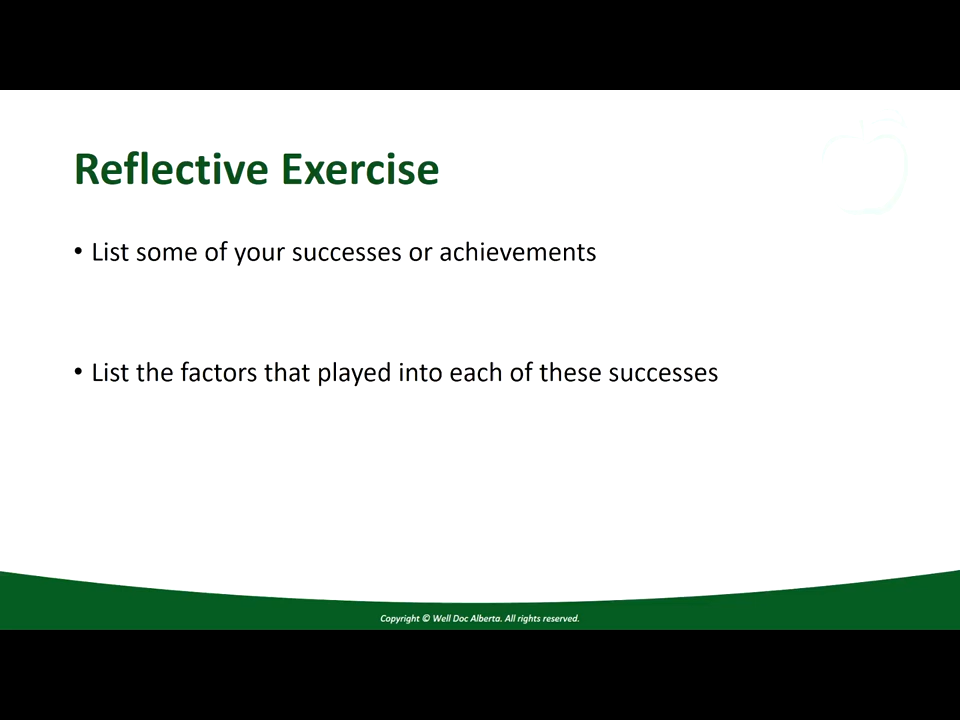 Reflective Exercise
• List some of your successes or achievements
• List the factors that played into each of these successes
Copyright © Well Doc Alberta. All rights reserved.